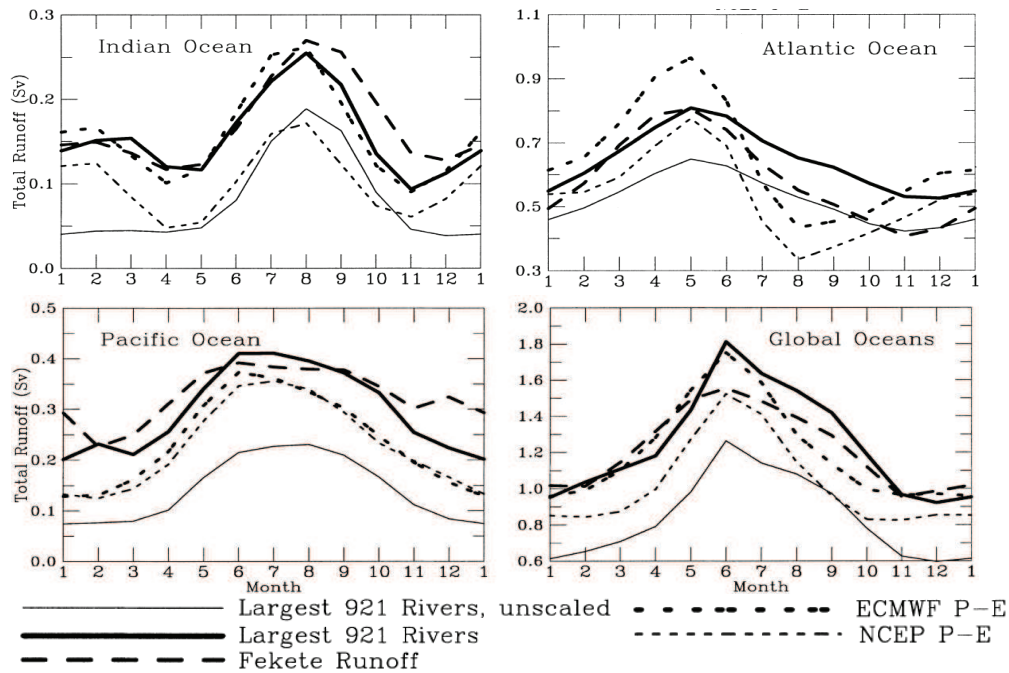 Indian Ocean
Total Runoff (Sv)
0.3
0.2
0.1
0.0
1 2 3 4 5 6 7 8 9 10 11 12 1
Atlantic Ocean
1.1
0.9
0.7
0.5
0.3
1 2 3 4 5 6 7 8 9 10 11 12 1
Pacific Ocean
Total Runoff (Sv)
0.5
0.4
0.3
0.2
0.1
0.0
1 2 3 4 5 6 7 8 9 10 11 12 1
Month
Global Oceans
2.0
1.8
1.6
1.4
1.2
1.0
0.8
0.6
1 2 3 4 5 6 7 8 9 10 11 12 1
Month
Largest 921 Rivers, unscaled
Largest 921 Rivers
Fekete Runoff
ECMWF P-E
NCEP P-E